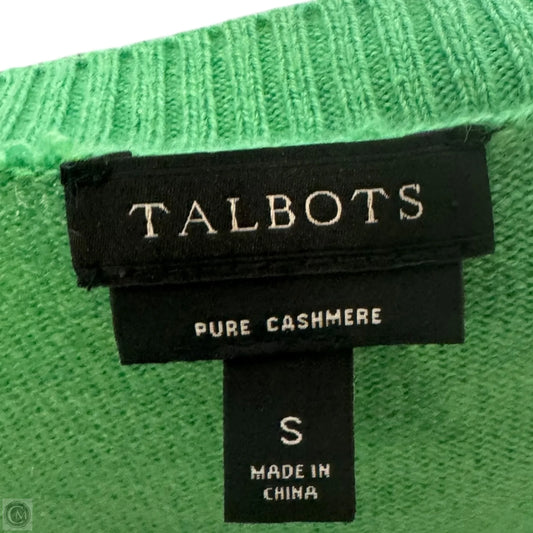 TALBOTS
PURE CASHMERE
S
MADE IN
CHINA